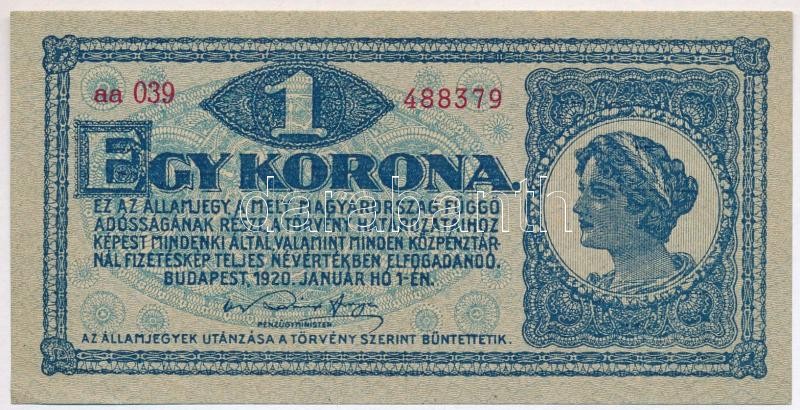 1
aa 039 488379
EGY KORONA.
EZ AZ ÁLLAMJEGY A MELY MAGYARORSZÁG FÜGGŐ
ADÓSSÁGÁNAK RÉSZE A TÖRVÉNY HATÁROZATAIHOZ
KÉPEST MINDENKI ÁLTAL VALAMINT MINDEN KÖZPÉNZTÁR-
NÁL FIZETÉSKÉP TELJES NÉVÉRTÉKBEN ELFOGADANDÓ.
BUDAPEST, 1920. JANUÁR HÓ 1-ÉN.
PÉNZÜGYMINISTER
AZ ÁLLAMJEGYEK UTÁNZÁSA A TÖRVÉNY SZERINT BÜNTETTETIK.
darabanth